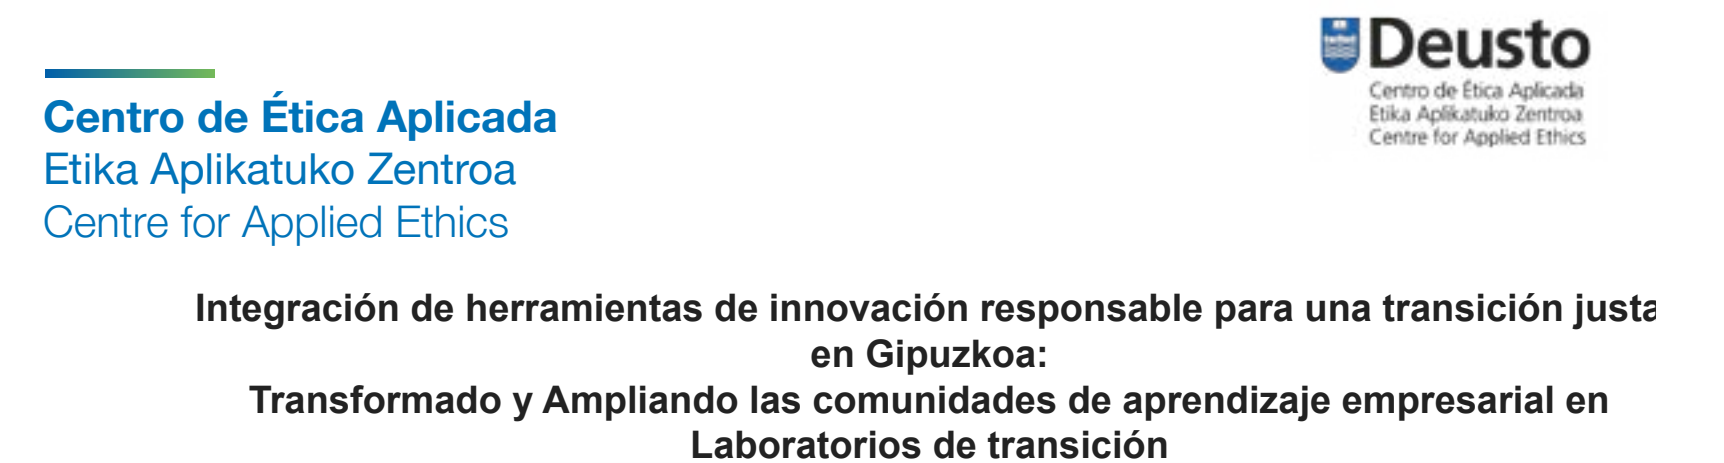 Deusto
Centro de Ética Aplicada
Etika Aplikatuko Zentroa
Centre for Applied Ethics
Centro de Ética Aplicada
Etika Aplikatuko Zentroa
Centre for Applied Ethics
Integración de herramientas de innovación responsable para una transición justa
en Gipuzkoa:
Transformado y Ampliando las comunidades de aprendizaje empresarial en
Laboratorios de transición